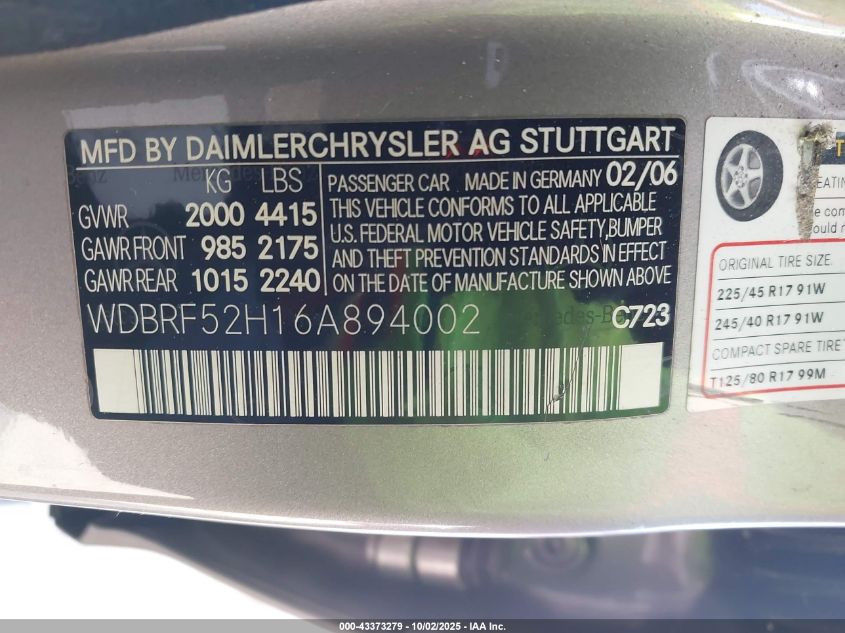 MFD BY DAIMLERCHRYSLER AG STUTTGART
KG LBS
GVWR 2000 4415
GAWR FRONT 985 2175
GAWR REAR 1015 2240
PASSENGER CAR MADE IN GERMANY 02/06
THIS VEHICLE CONFORMS TO ALL APPLICABLE
U.S. FEDERAL MOTOR VEHICLE SAFETY, BUMPER
AND THEFT PREVENTION STANDARDS IN EFFECT
ON THE DATE OF MANUFACTURE SHOWN ABOVE
WDBRF52H16A894002
Mercedes-Benz
C723
ORIGINAL TIRE SIZE
225/45 R17 91W
245/40 R17 91W
COMPACT SPARE TIRE
T125/80 R17 99M
000-43373279 - 10/02/2025 - IAA Inc.